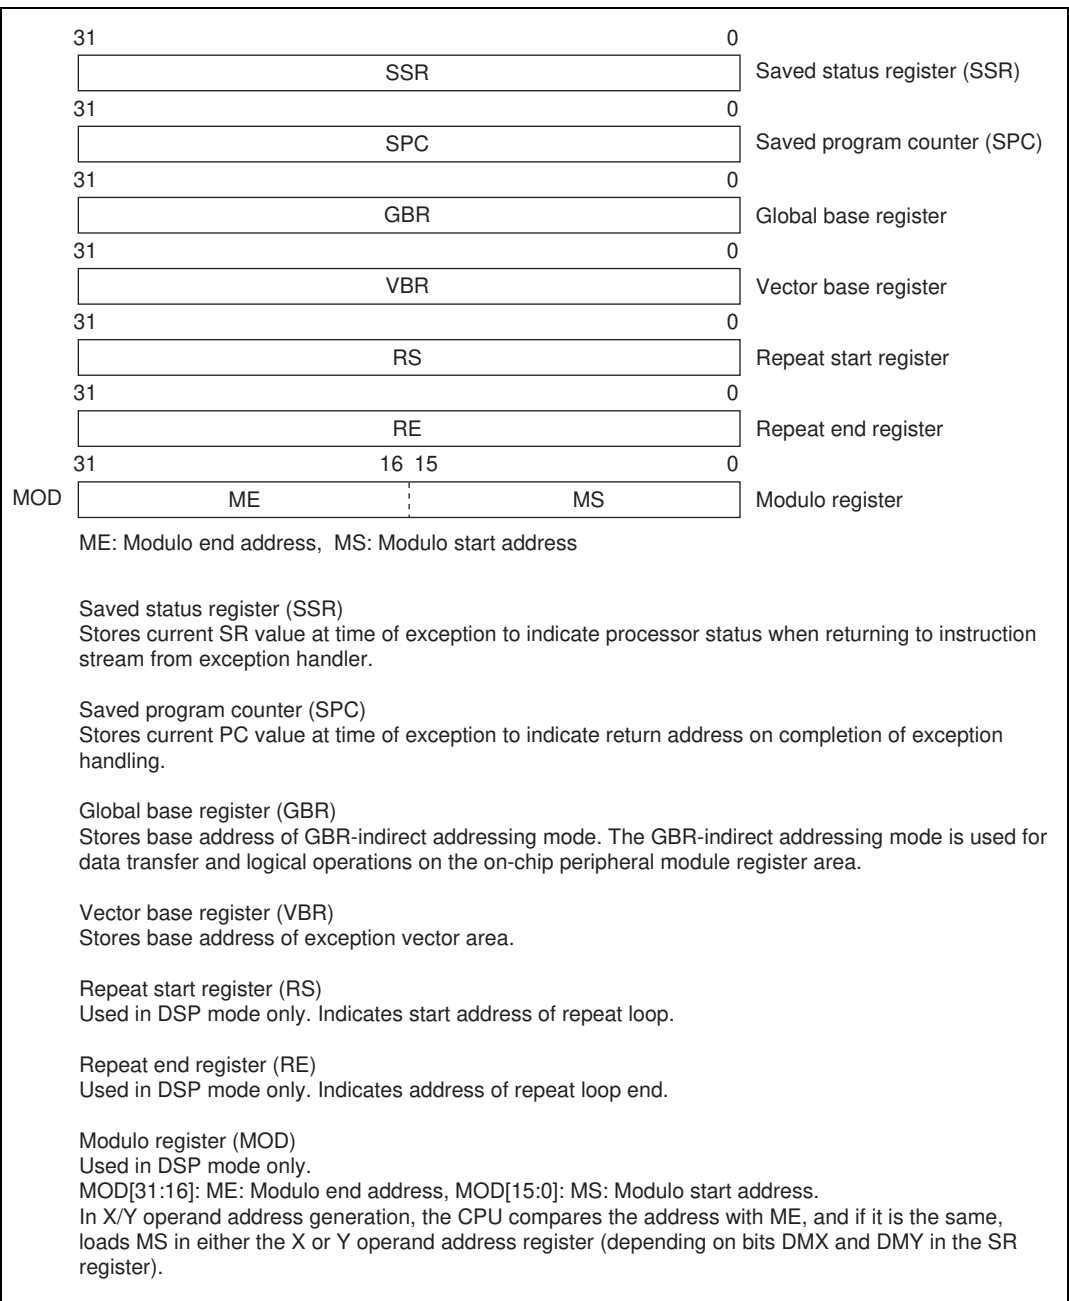 31 0
SSR Saved status register (SSR)
31 0
SPC Saved program counter (SPC)
31 0
GBR Global base register
31 0
VBR Vector base register
31 0
RS Repeat start register
31 0
RE Repeat end register
31 16 15 0
MOD ME MS Modulo register
ME: Modulo end address, MS: Modulo start address
Saved status register (SSR)
Stores current SR value at time of exception to indicate processor status when returning to instruction
stream from exception handler.
Saved program counter (SPC)
Stores current PC value at time of exception to indicate return address on completion of exception
handling.
Global base register (GBR)
Stores base address of GBR-indirect addressing mode. The GBR-indirect addressing mode is used for
data transfer and logical operations on the on-chip peripheral module register area.
Vector base register (VBR)
Stores base address of exception vector area.
Repeat start register (RS)
Used in DSP mode only. Indicates start address of repeat loop.
Repeat end register (RE)
Used in DSP mode only. Indicates address of repeat loop end.
Modulo register (MOD)
Used in DSP mode only.
MOD[31:16]: ME: Modulo end address, MOD[15:0]: MS: Modulo start address.
In X/Y operand address generation, the CPU compares the address with ME, and if it is the same,
loads MS in either the X or Y operand address register (depending on bits DMX and DMY in the SR
register).